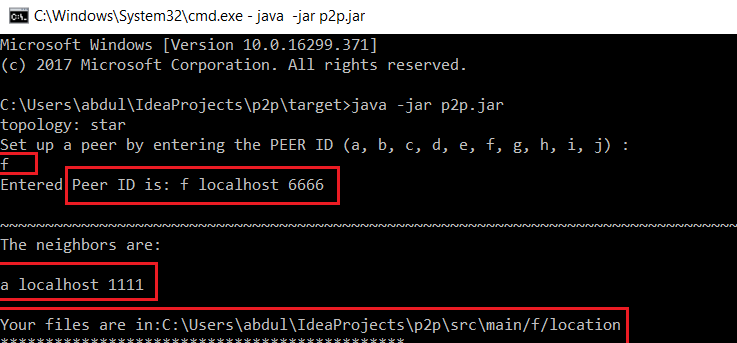 C:\Windows\System32\cmd.exe - java  -jar p2p.jar
Microsoft Windows [Version 10.0.16299.371]
(c) 2017 Microsoft Corporation. All rights reserved.
C:\Users\abdul\IdeaProjects\p2p\target>java -jar p2p.jar
topology: star
Set up a peer by entering the PEER ID (a, b, c, d, e, f, g, h, i, j) :
f
Entered Peer ID is: f localhost 6666
~~~~~~~~~~~~~~~~~~~~~~~~~~~~~~~~~~~~~~~~~~~~~~~~~~~~~~~~~~~~~~~~~~~~~~~~~~~~~~~~~~
The neighbors are:
a localhost 1111
Your files are in:C:\Users\abdul\IdeaProjects\p2p\src\main/f/location
*********************************************